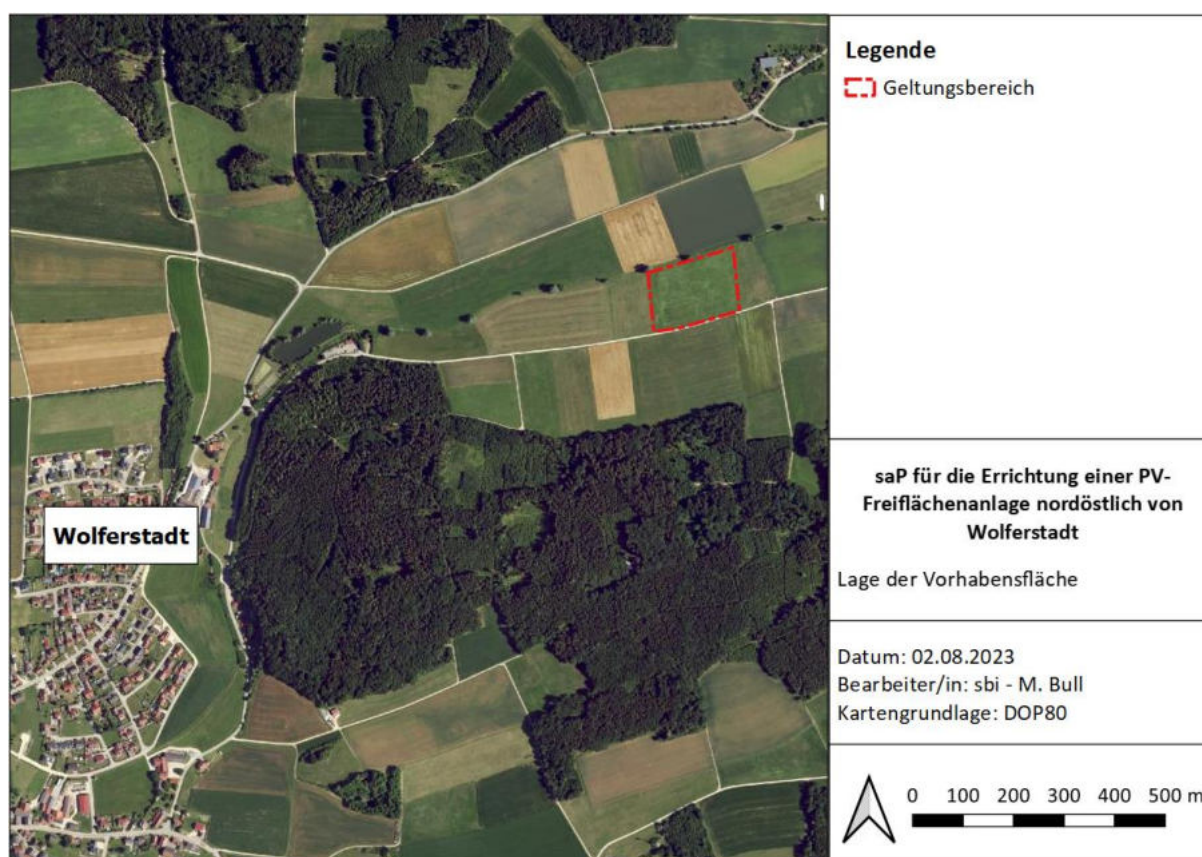 Legende
Geltungsbereich
Wolferstadt
saP für die Errichtung einer PV-
Freiflächenanlage nordöstlich von
Wolferstadt
Lage der Vorhabensfläche
Datum: 02.08.2023
Bearbeiter/in: sbi - M. Bull
Kartengrundlage: DOP80
0 100 200 300 400 500 m